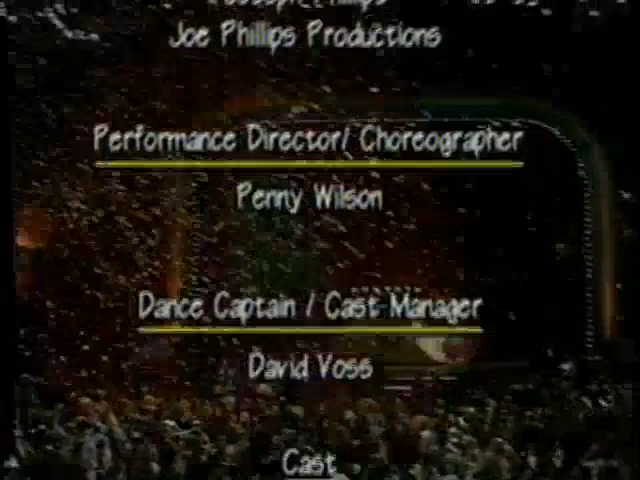 Joe Phillips Productions
Performance Director/ Choreographer
Penny Wilson
Dance Captain / Cast Manager
David Voss
Cast